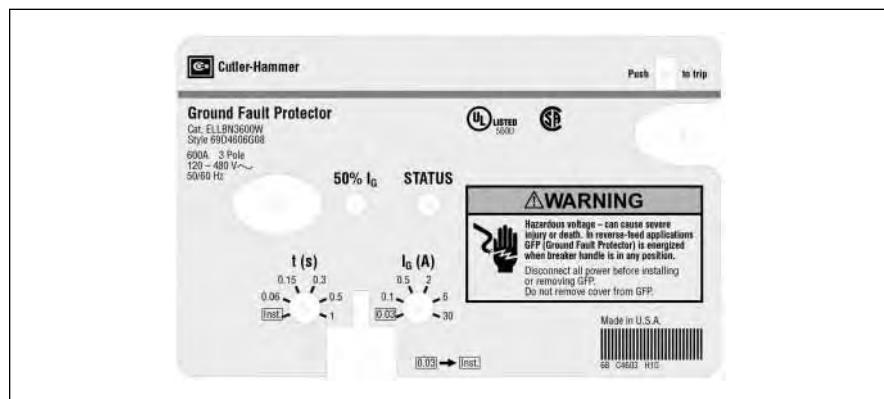 Cutler-Hammer
Push to trip
Ground Fault Protector
Cat. ELLBN3600W
Style 69D4606G08
600A 3 Pole
120 – 480 V~
50/60 Hz
UL LISTED
SA
50% IG STATUS
⚠WARNING
Hazardous voltage – can cause severe
injury or death. In reverse-feed applications
GFP (Ground Fault Protector) is energized
when breaker handle is in any position.
Disconnect all power before installing
or removing GFP.
Do not remove cover from GFP.
t (s)
0.15 0.3
0.06 0.5
Inst. 1
IG (A)
0.5 2
0.1 6
0.03 30
0.03 → Inst.
Made in U.S.A.